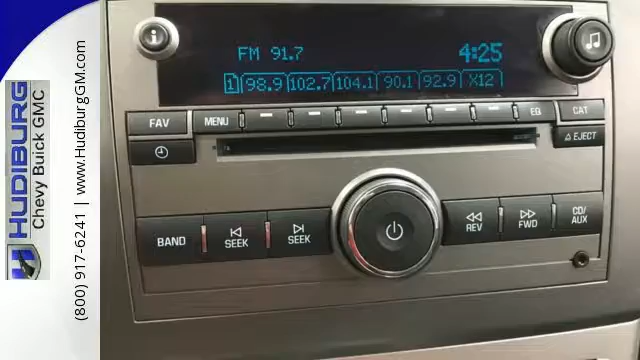 HUDIBURG
Chevy Buick GMC
(800) 917-6241 | www.HudiburgGM.com
i
FM 91.7
4:25
1 98.9 102.7 104.1 90.1 92.9 X12
FAV
MENU
EQ
CAT
EJECT
BAND
SEEK
SEEK
REV
FWD
CD/
AUX